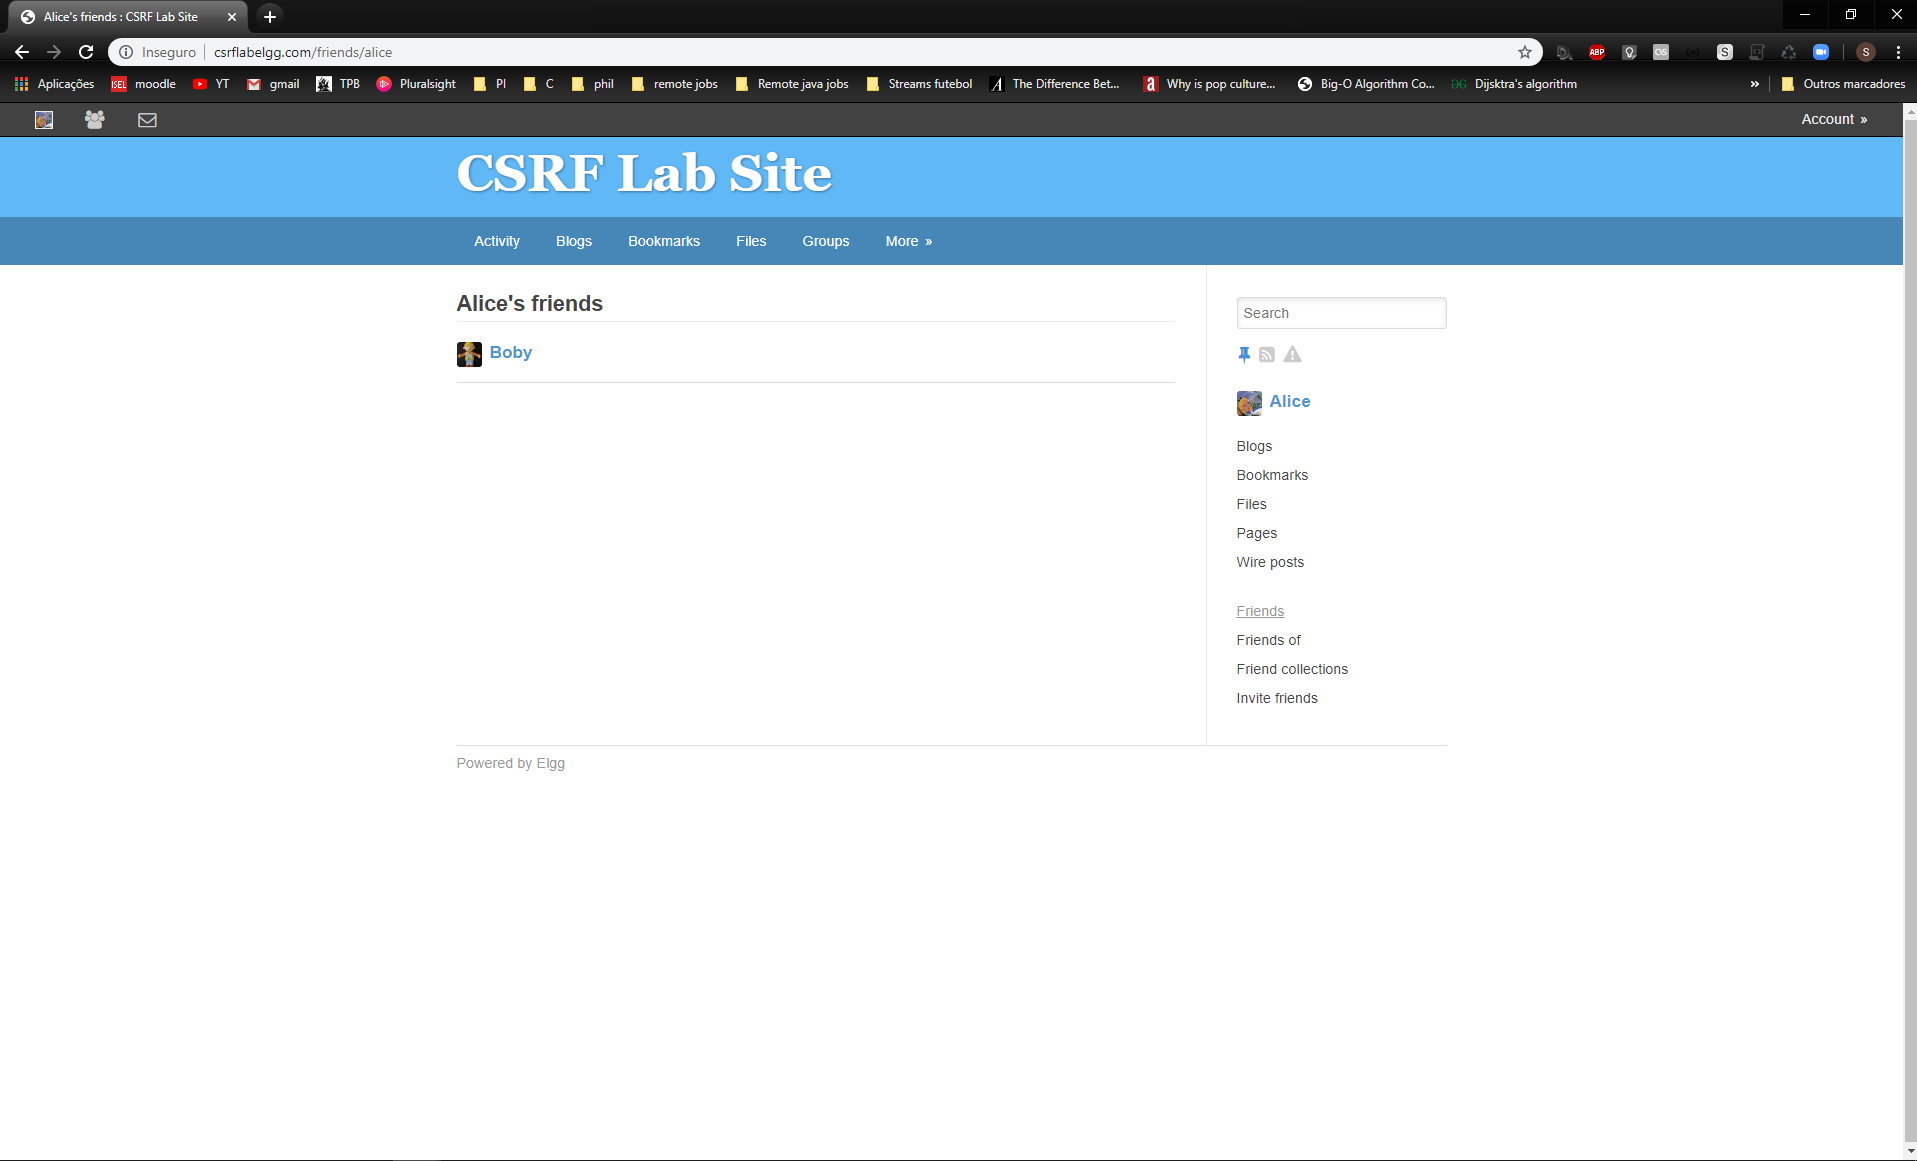 Alice's friends : CSRF Lab Site
Inseguro csrflabelgg.com/friends/alice
ABP S S
Aplicações ISEL moodle YT gmail TPB Pluralsight PI C phil remote jobs Remote java jobs Streams futebol A The Difference Bet... a Why is pop culture... Big-O Algorithm Co... Dijsktra's algorithm » Outros marcadores
Account »
CSRF Lab Site
Activity Blogs Bookmarks Files Groups More »
Alice's friends
Boby
Search
Alice
Blogs
Bookmarks
Files
Pages
Wire posts
Friends
Friends of
Friend collections
Invite friends
Powered by Elgg